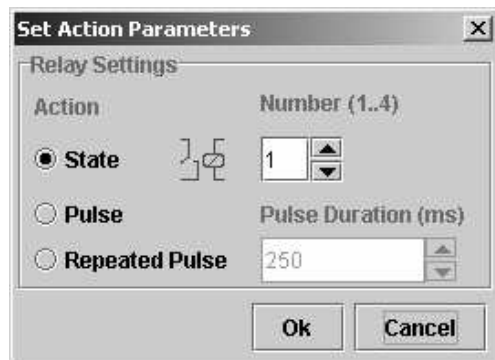 Set Action Parameters
Relay Settings
Action Number (1..4)
State 1
Pulse Pulse Duration (ms)
Repeated Pulse 250
Ok Cancel